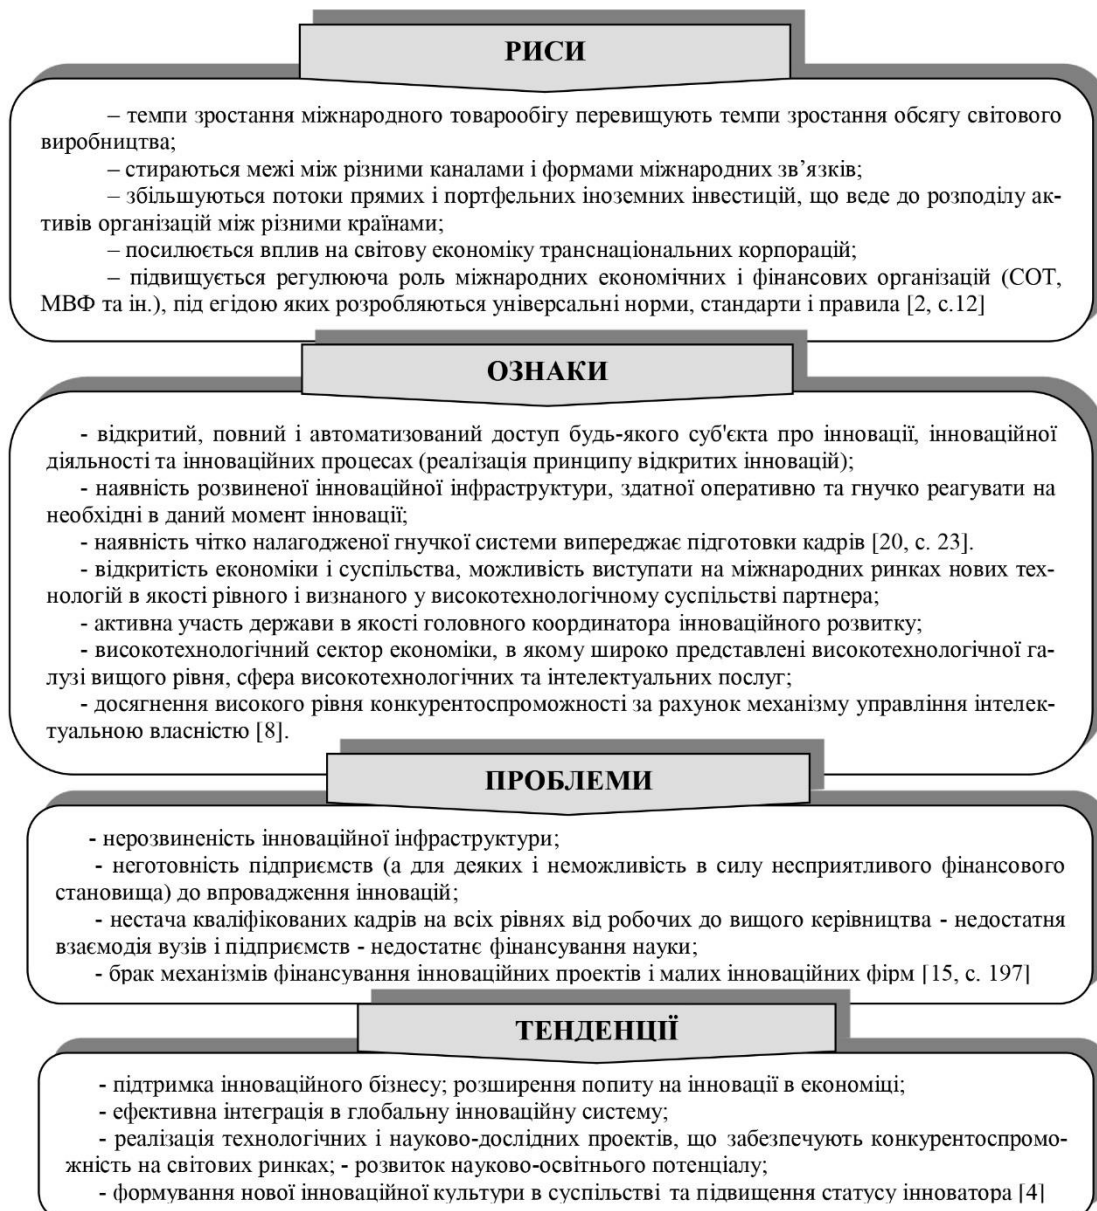 РИСИ
– темпи зростання міжнародного товарообігу перевищують темпи зростання обсягу світового
виробництва;
– стираються межі між різними каналами і формами міжнародних зв’язків;
– збільшуються потоки прямих і портфельних іноземних інвестицій, що веде до розподілу ак-
тивів організацій між різними країнами;
– посилюється вплив на світову економіку транснаціональних корпорацій;
– підвищується регулююча роль міжнародних економічних і фінансових організацій (СОТ,
МВФ та ін.), під егідою яких розробляються універсальні норми, стандарти і правила [2, с.12]
ОЗНАКИ
- відкритий, повний і автоматизований доступ будь-якого суб'єкта про інновації, інноваційної
діяльності та інноваційних процесах (реалізація принципу відкритих інновацій);
- наявність розвиненої інноваційної інфраструктури, здатної оперативно та гнучко реагувати на
необхідні в даний момент інновації;
- наявність чітко налагодженої гнучкої системи випереджає підготовки кадрів [20, с. 23].
- відкритість економіки і суспільства, можливість виступати на міжнародних ринках нових тех-
нологій в якості рівного і визнаного у високотехнологічному суспільстві партнера;
- активна участь держави в якості головного координатора інноваційного розвитку;
- високотехнологічний сектор економіки, в якому широко представлені високотехнологічної га-
лузі вищого рівня, сфера високотехнологічних та інтелектуальних послуг;
- досягнення високого рівня конкурентоспроможності за рахунок механізму управління інтелек-
туальною власністю [8].
ПРОБЛЕМИ
- нерозвиненість інноваційної інфраструктури;
- неготовність підприємств (а для деяких і неможливість в силу несприятливого фінансового
становища) до впровадження інновацій;
- нестача кваліфікованих кадрів на всіх рівнях від робочих до вищого керівництва - недостатня
взаємодія вузів і підприємств - недостатнє фінансування науки;
- брак механізмів фінансування інноваційних проектів і малих інноваційних фірм [15, с. 197]
ТЕНДЕНЦІЇ
- підтримка інноваційного бізнесу; розширення попиту на інновації в економіці;
- ефективна інтеграція в глобальну інноваційну систему;
- реалізація технологічних і науково-дослідних проектів, що забезпечують конкурентоспромо-
жність на світових ринках; - розвиток науково-освітнього потенціалу;
- формування нової інноваційної культури в суспільстві та підвищення статусу інноватора [4]